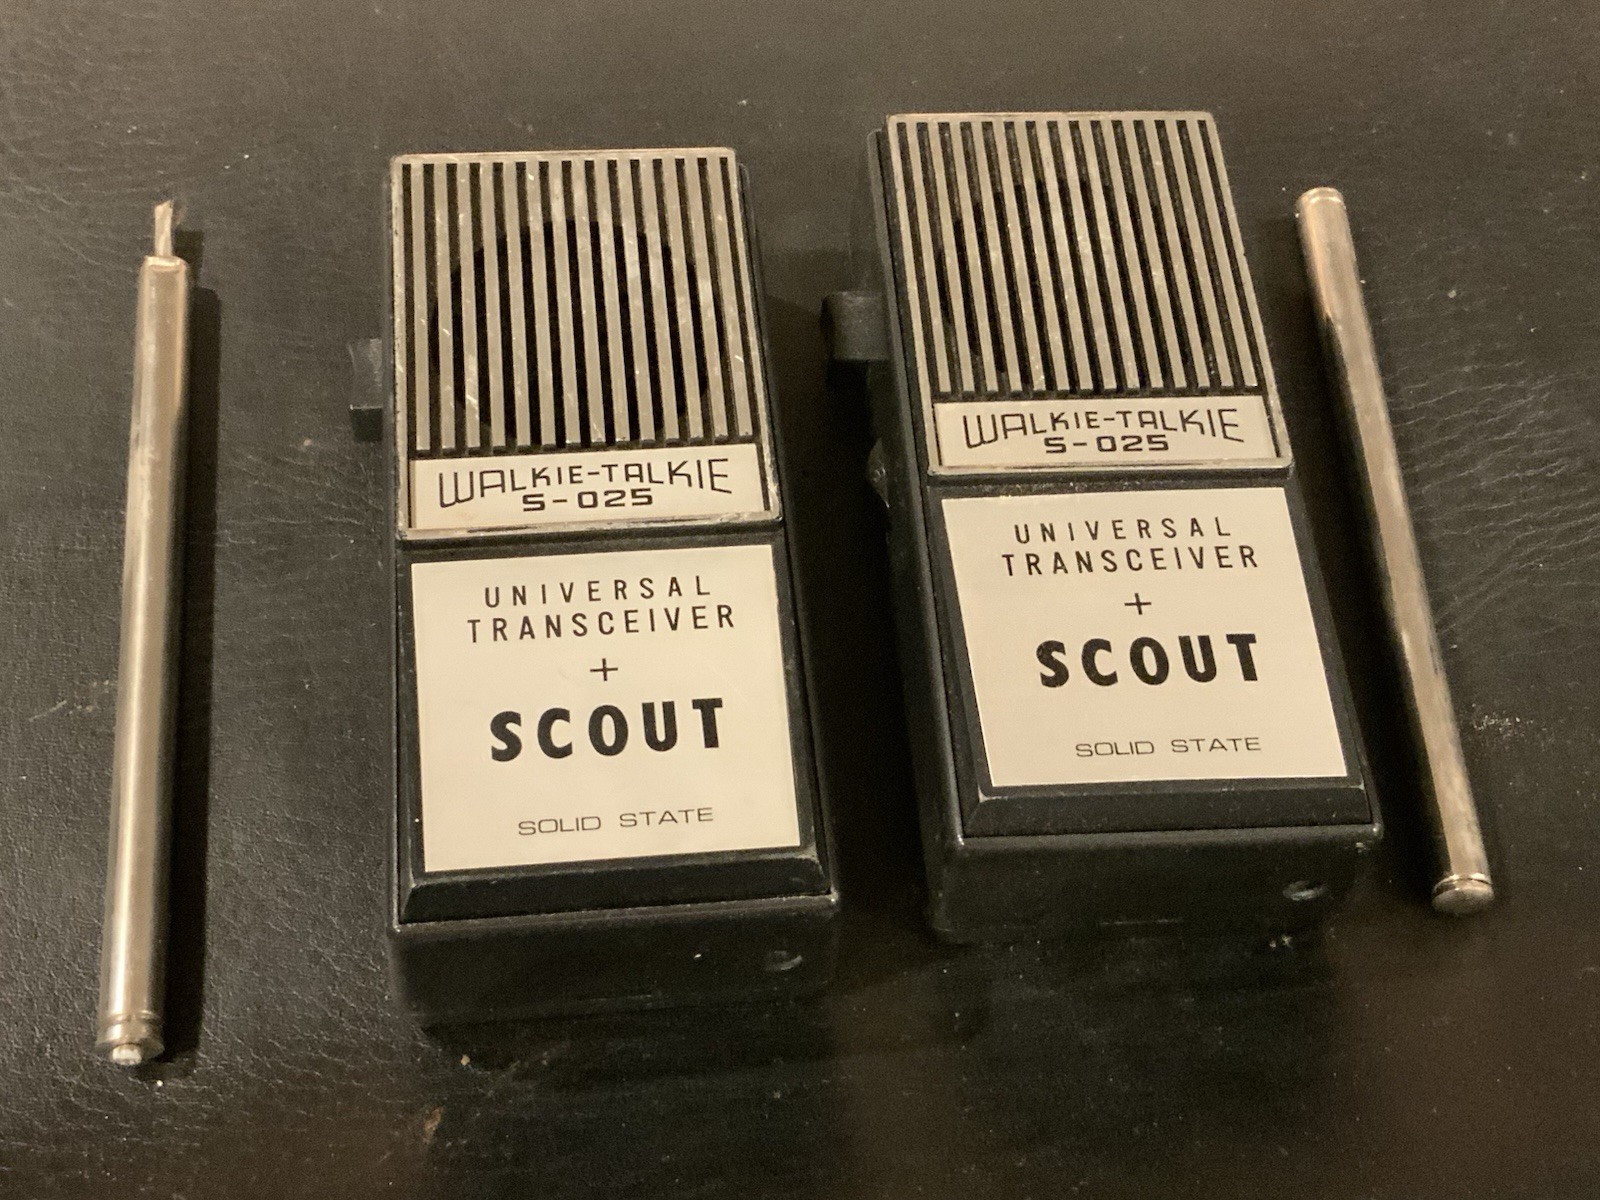 WALKIE-TALKIE
S-025
UNIVERSAL
TRANSCEIVER
+
SCOUT
SOLID STATE
WALKIE-TALKIE
S-025
UNIVERSAL
TRANSCEIVER
+
SCOUT
SOLID STATE